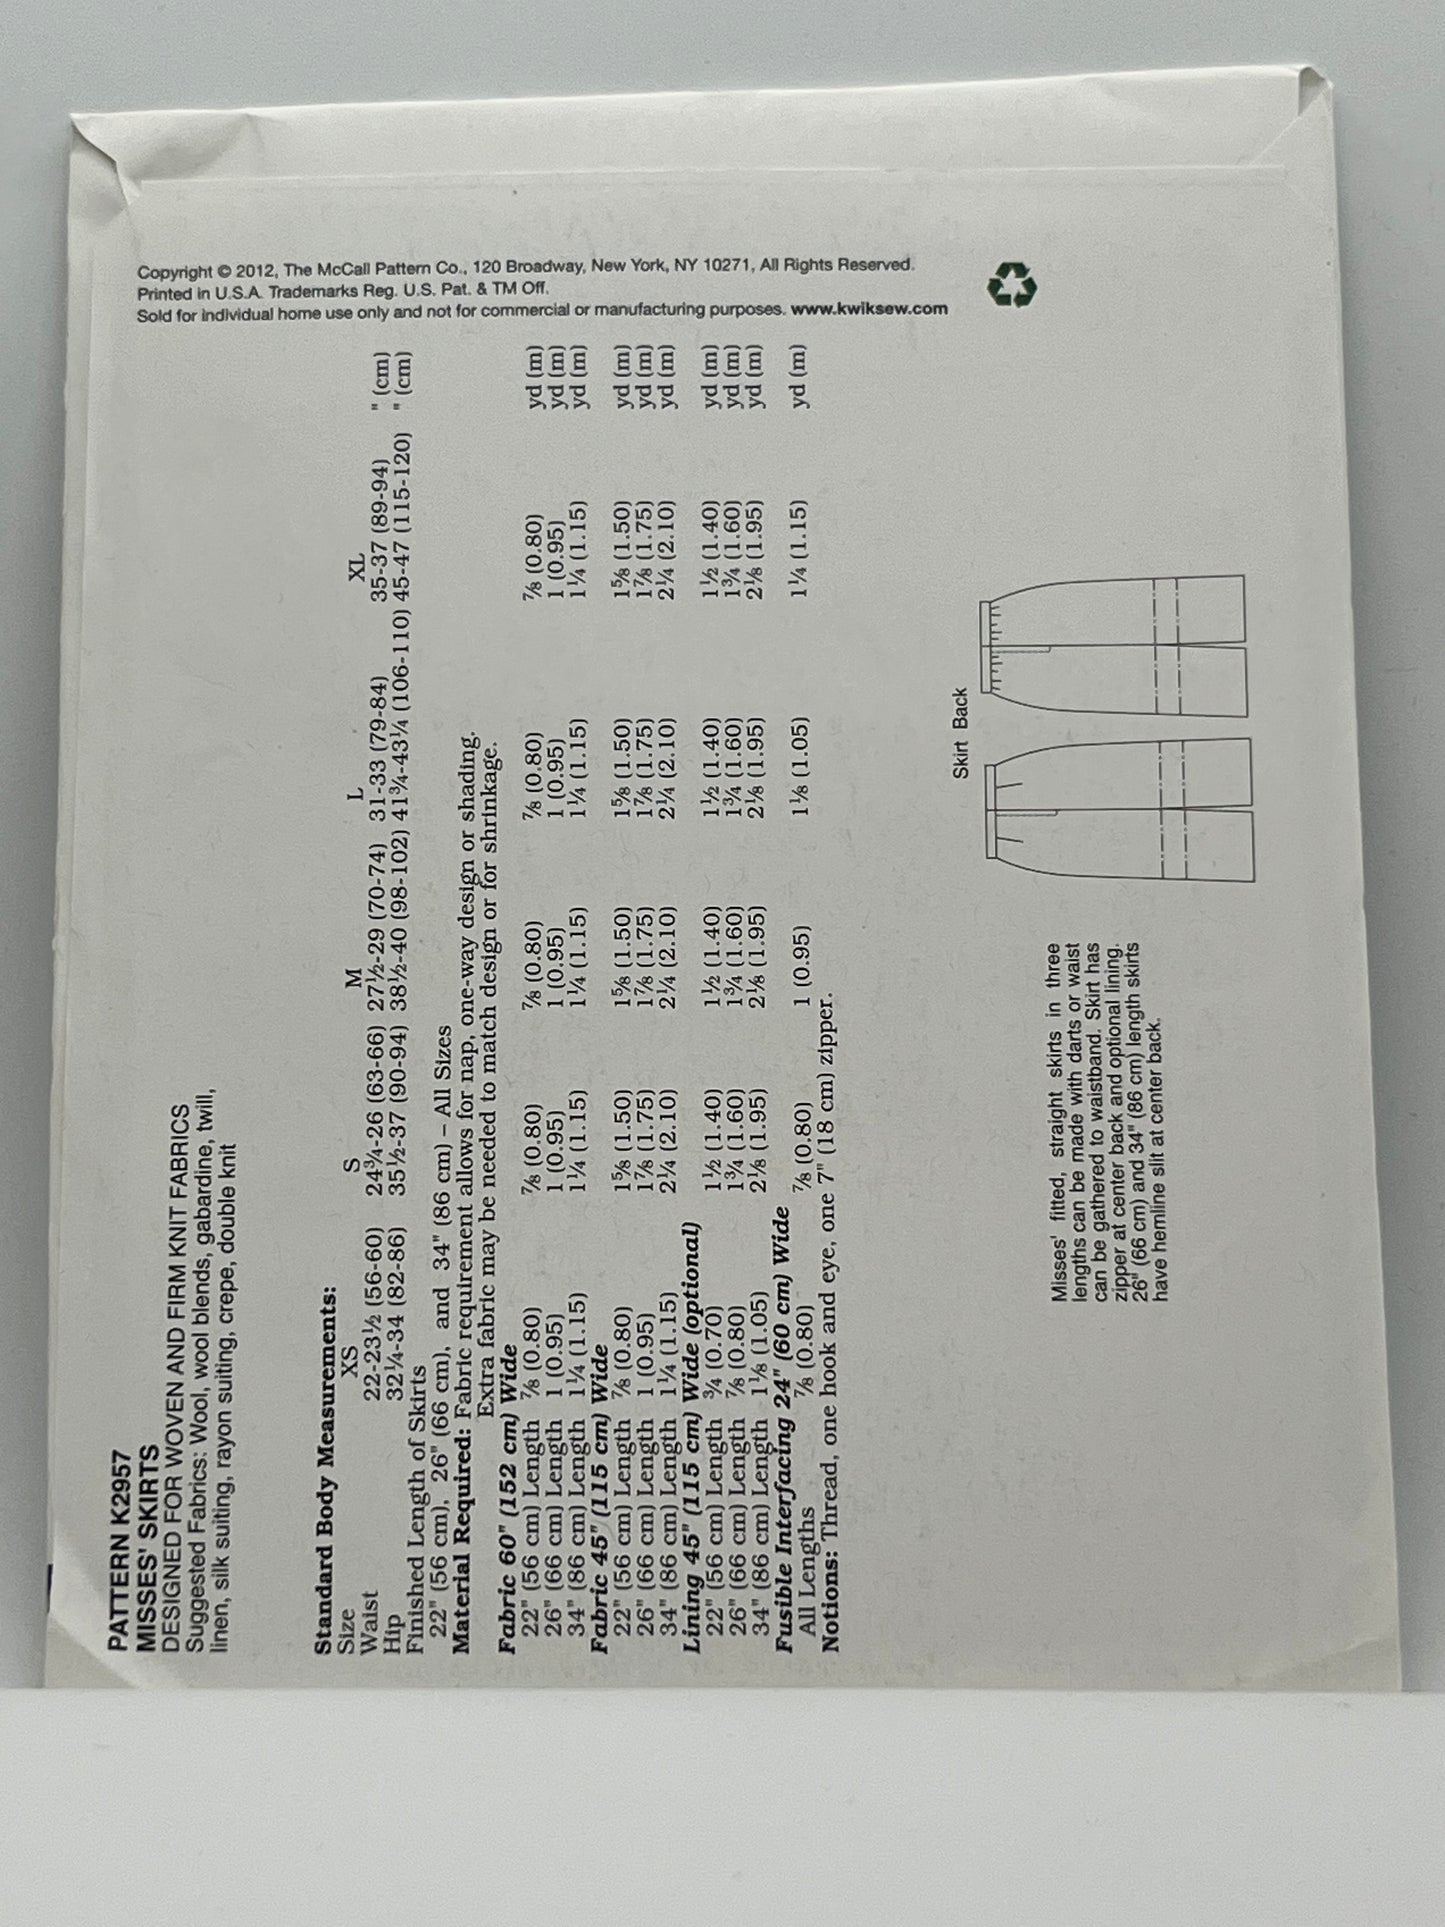 Copyright © 2012, The McCall Pattern Co., 120 Broadway, New York, NY 10271, All Rights Reserved.
Printed in U.S.A. Trademarks Reg. U.S. Pat. & TM Off.
Sold for individual home use only and not for commercial or manufacturing purposes. www.kwiksew.com
PATTERN K2957
MISSES' SKIRTS
DESIGNED FOR WOVEN AND FIRM KNIT FABRICS
Suggested Fabrics: Wool, wool blends, gabardine, twill,
linen, silk suiting, rayon suiting, crepe, double knit
Standard Body Measurements:
Size XS S M L XL
Waist 22-23½ (56-60) 24¾-26 (63-66) 27½-29 (70-74) 31-33 (79-84) 35-37 (89-94) " (cm)
Hip 32¼-34 (82-86) 35½-37 (90-94) 38½-40 (98-102) 41¾-43¼ (106-110) 45-47 (115-120) " (cm)
Finished Length of Skirts
22" (56 cm), 26" (66 cm), and 34" (86 cm) – All Sizes
Material Required: Fabric requirement allows for nap, one-way design or shading.
Extra fabric may be needed to match design or for shrinkage.
Fabric 60" (152 cm) Wide
22" (56 cm) Length ⅞ (0.80) ⅞ (0.80) ⅞ (0.80) ⅞ (0.80) ⅞ (0.80) yd (m)
26" (66 cm) Length 1 (0.95) 1 (0.95) 1 (0.95) 1 (0.95) 1 (0.95) yd (m)
34" (86 cm) Length 1¼ (1.15) 1¼ (1.15) 1¼ (1.15) 1¼ (1.15) 1¼ (1.15) yd (m)
Fabric 45" (115 cm) Wide
22" (56 cm) Length ⅞ (0.80) 1⅝ (1.50) 1⅝ (1.50) 1⅝ (1.50) 1⅝ (1.50) yd (m)
26" (66 cm) Length 1 (0.95) 1⅞ (1.75) 1⅞ (1.75) 1⅞ (1.75) 1⅞ (1.75) yd (m)
34" (86 cm) Length 1¼ (1.15) 2¼ (2.10) 2¼ (2.10) 2¼ (2.10) 2¼ (2.10) yd (m)
Lining 45" (115 cm) Wide (optional)
22" (56 cm) Length ¾ (0.70) 1½ (1.40) 1½ (1.40) 1½ (1.40) 1½ (1.40) yd (m)
26" (66 cm) Length ⅞ (0.80) 1¾ (1.60) 1¾ (1.60) 1¾ (1.60) 1¾ (1.60) yd (m)
34" (86 cm) Length 1⅛ (1.05) 2⅛ (1.95) 2⅛ (1.95) 2⅛ (1.95) 2⅛ (1.95) yd (m)
Fusible Interfacing 24" (60 cm) Wide
All Lengths ⅞ (0.80) ⅞ (0.80) 1 (0.95) 1⅛ (1.05) 1¼ (1.15) yd (m)
Notions: Thread, one hook and eye, one 7" (18 cm) zipper.
Skirt Back
Misses' fitted, straight skirts in three
lengths can be made with darts or waist
can be gathered to waistband. Skirt has
zipper at center back and optional lining.
26" (66 cm) and 34" (86 cm) length skirts
have hemline slit at center back.